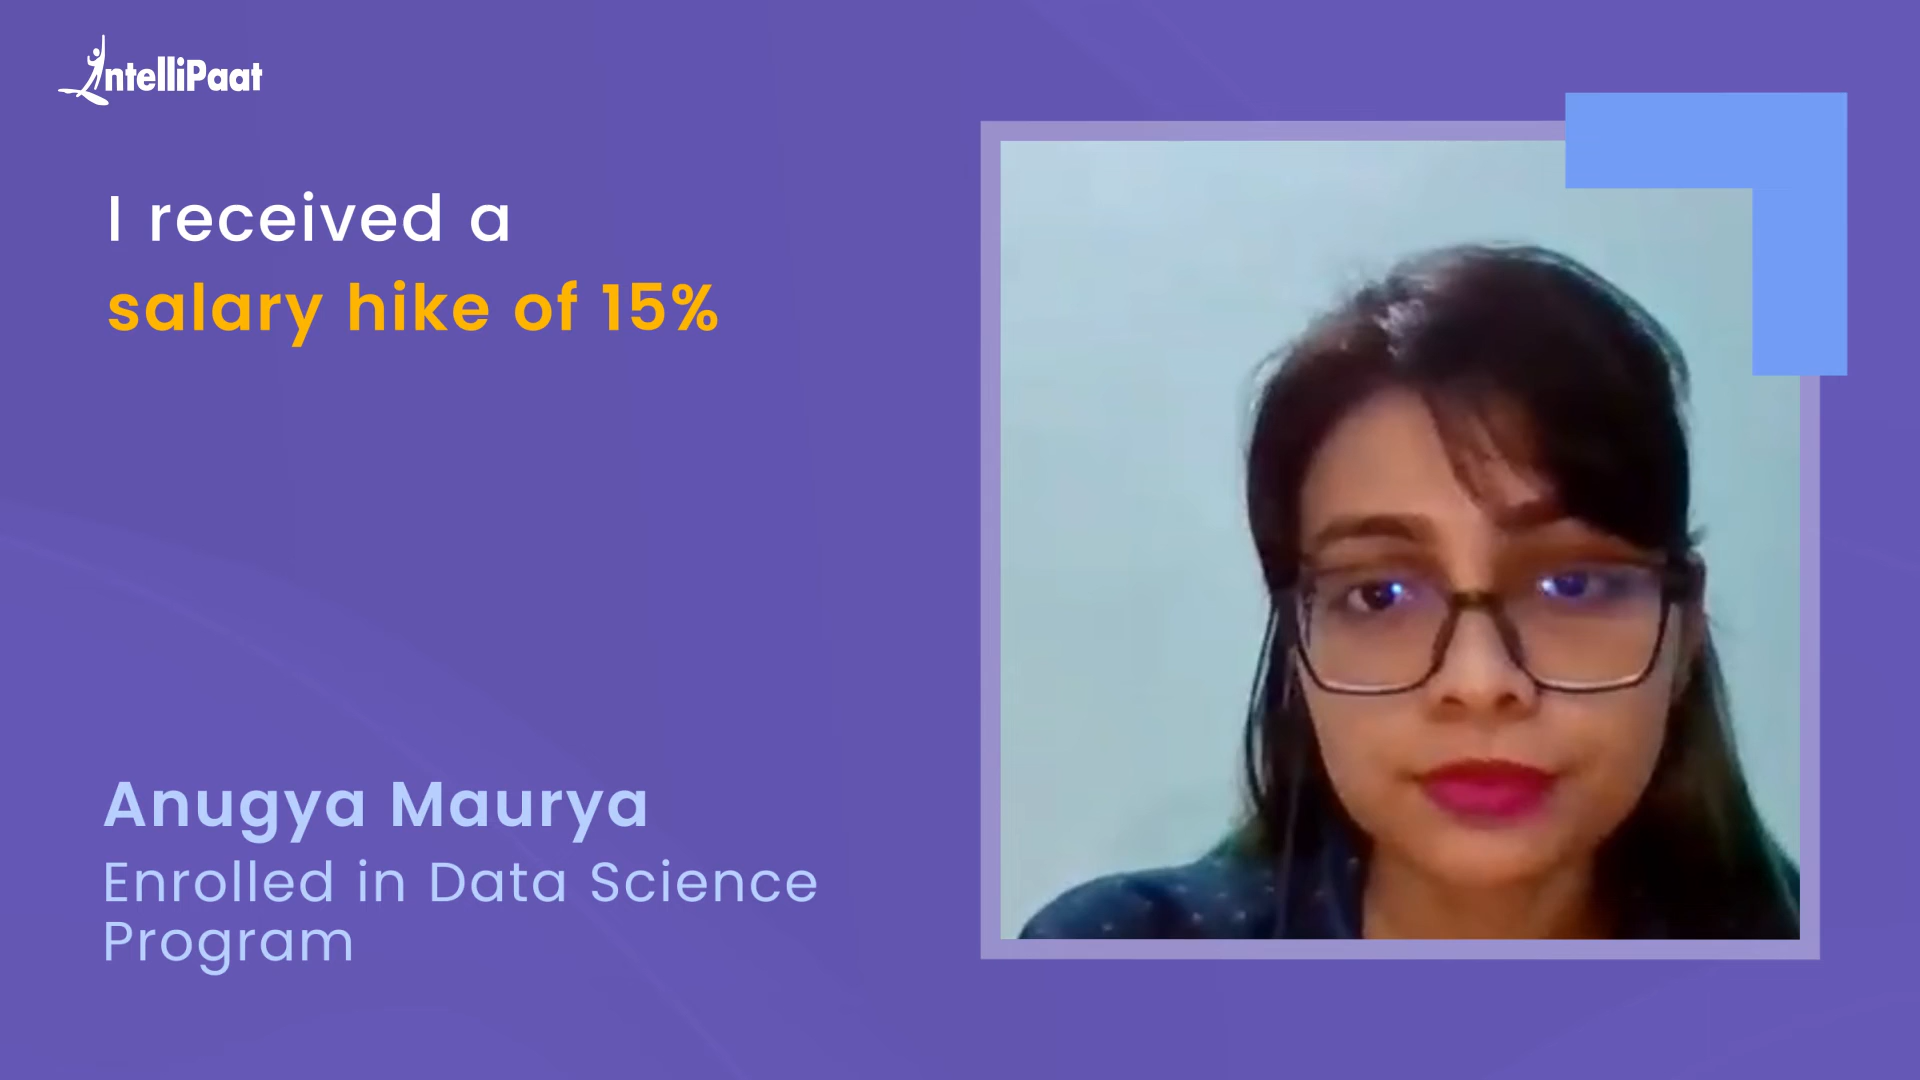 IntelliPaat
I received a
salary hike of 15%
Anugya Maurya
Enrolled in Data Science
Program